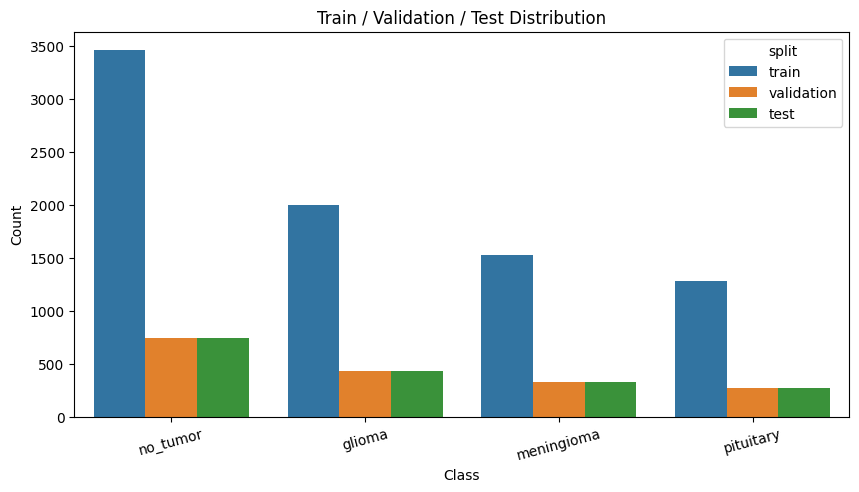 Train / Validation / Test Distribution
split
train
validation
test
Count
3500
3000
2500
2000
1500
1000
500
0
no_tumor
glioma
meningioma
pituitary
Class